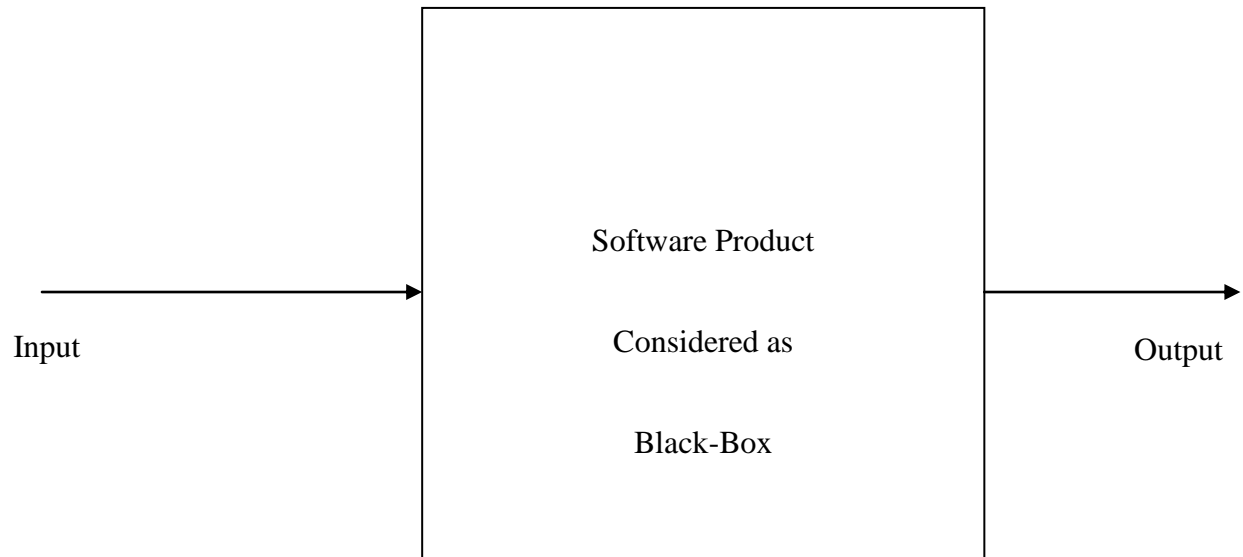 Software Product
Input
Considered as
Output
Black-Box